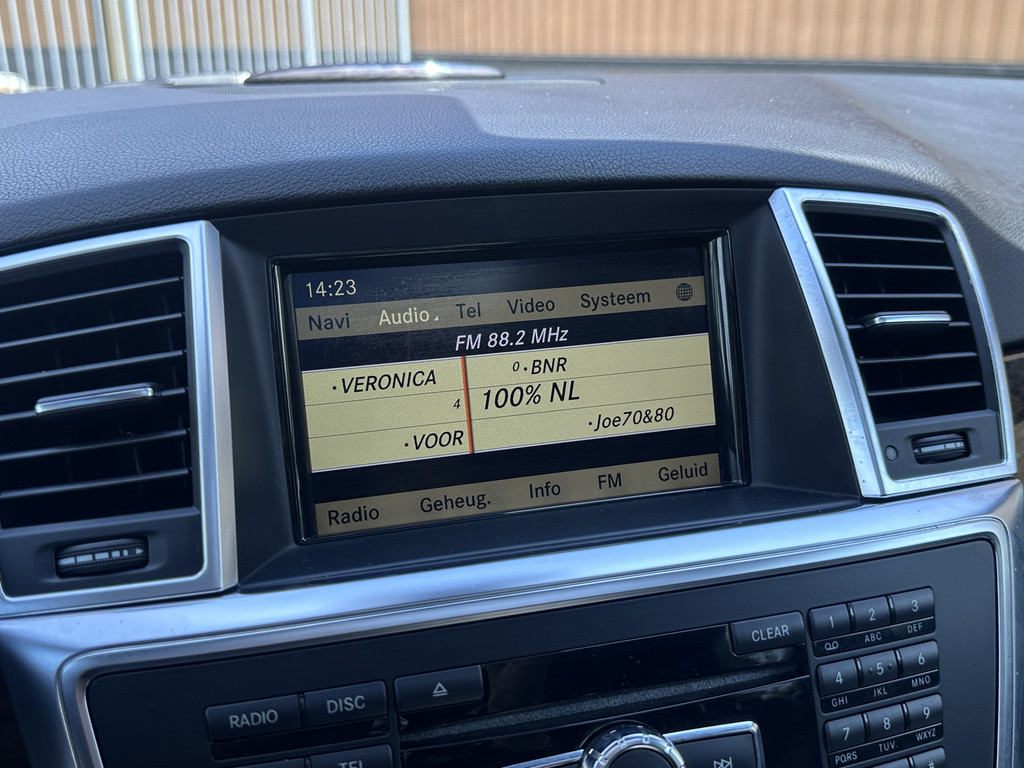 14:23
Navi Audio Tel Video Systeem
FM 88.2 MHz
·VERONICA 0·BNR
4 100% NL
·VOOR ·Joe70&80
Radio Geheug. Info FM Geluid
CLEAR 1 2 3
ABC DEF
RADIO DISC 4 5 6
GHI JKL MNO
TEL 7 8 9
PQRS TUV WXYZ
#